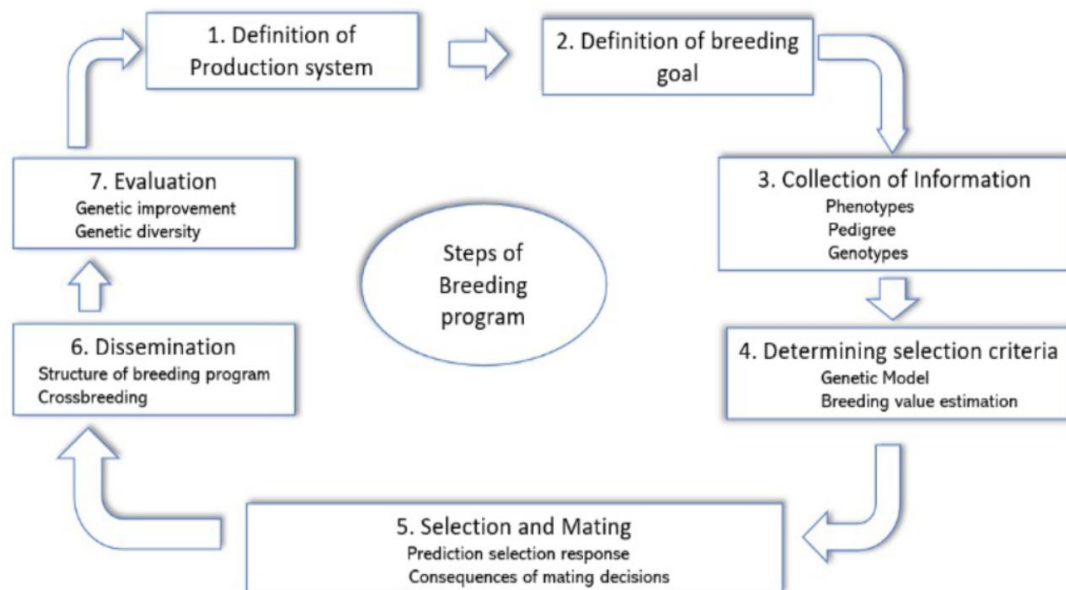 1. Definition of
Production system
2. Definition of breeding
goal
3. Collection of Information
Phenotypes
Pedigree
Genotypes
4. Determining selection criteria
Genetic Model
Breeding value estimation
5. Selection and Mating
Prediction selection response
Consequences of mating decisions
6. Dissemination
Structure of breeding program
Crossbreeding
7. Evaluation
Genetic improvement
Genetic diversity
Steps of
Breeding
program